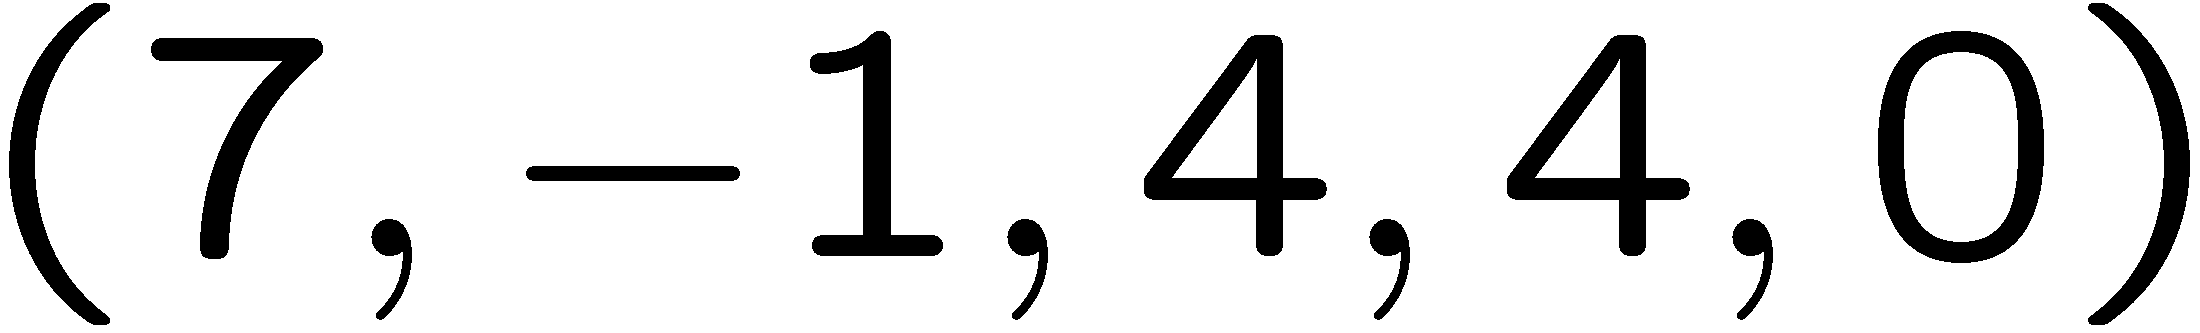 (7, −1, 4, 4, 0)